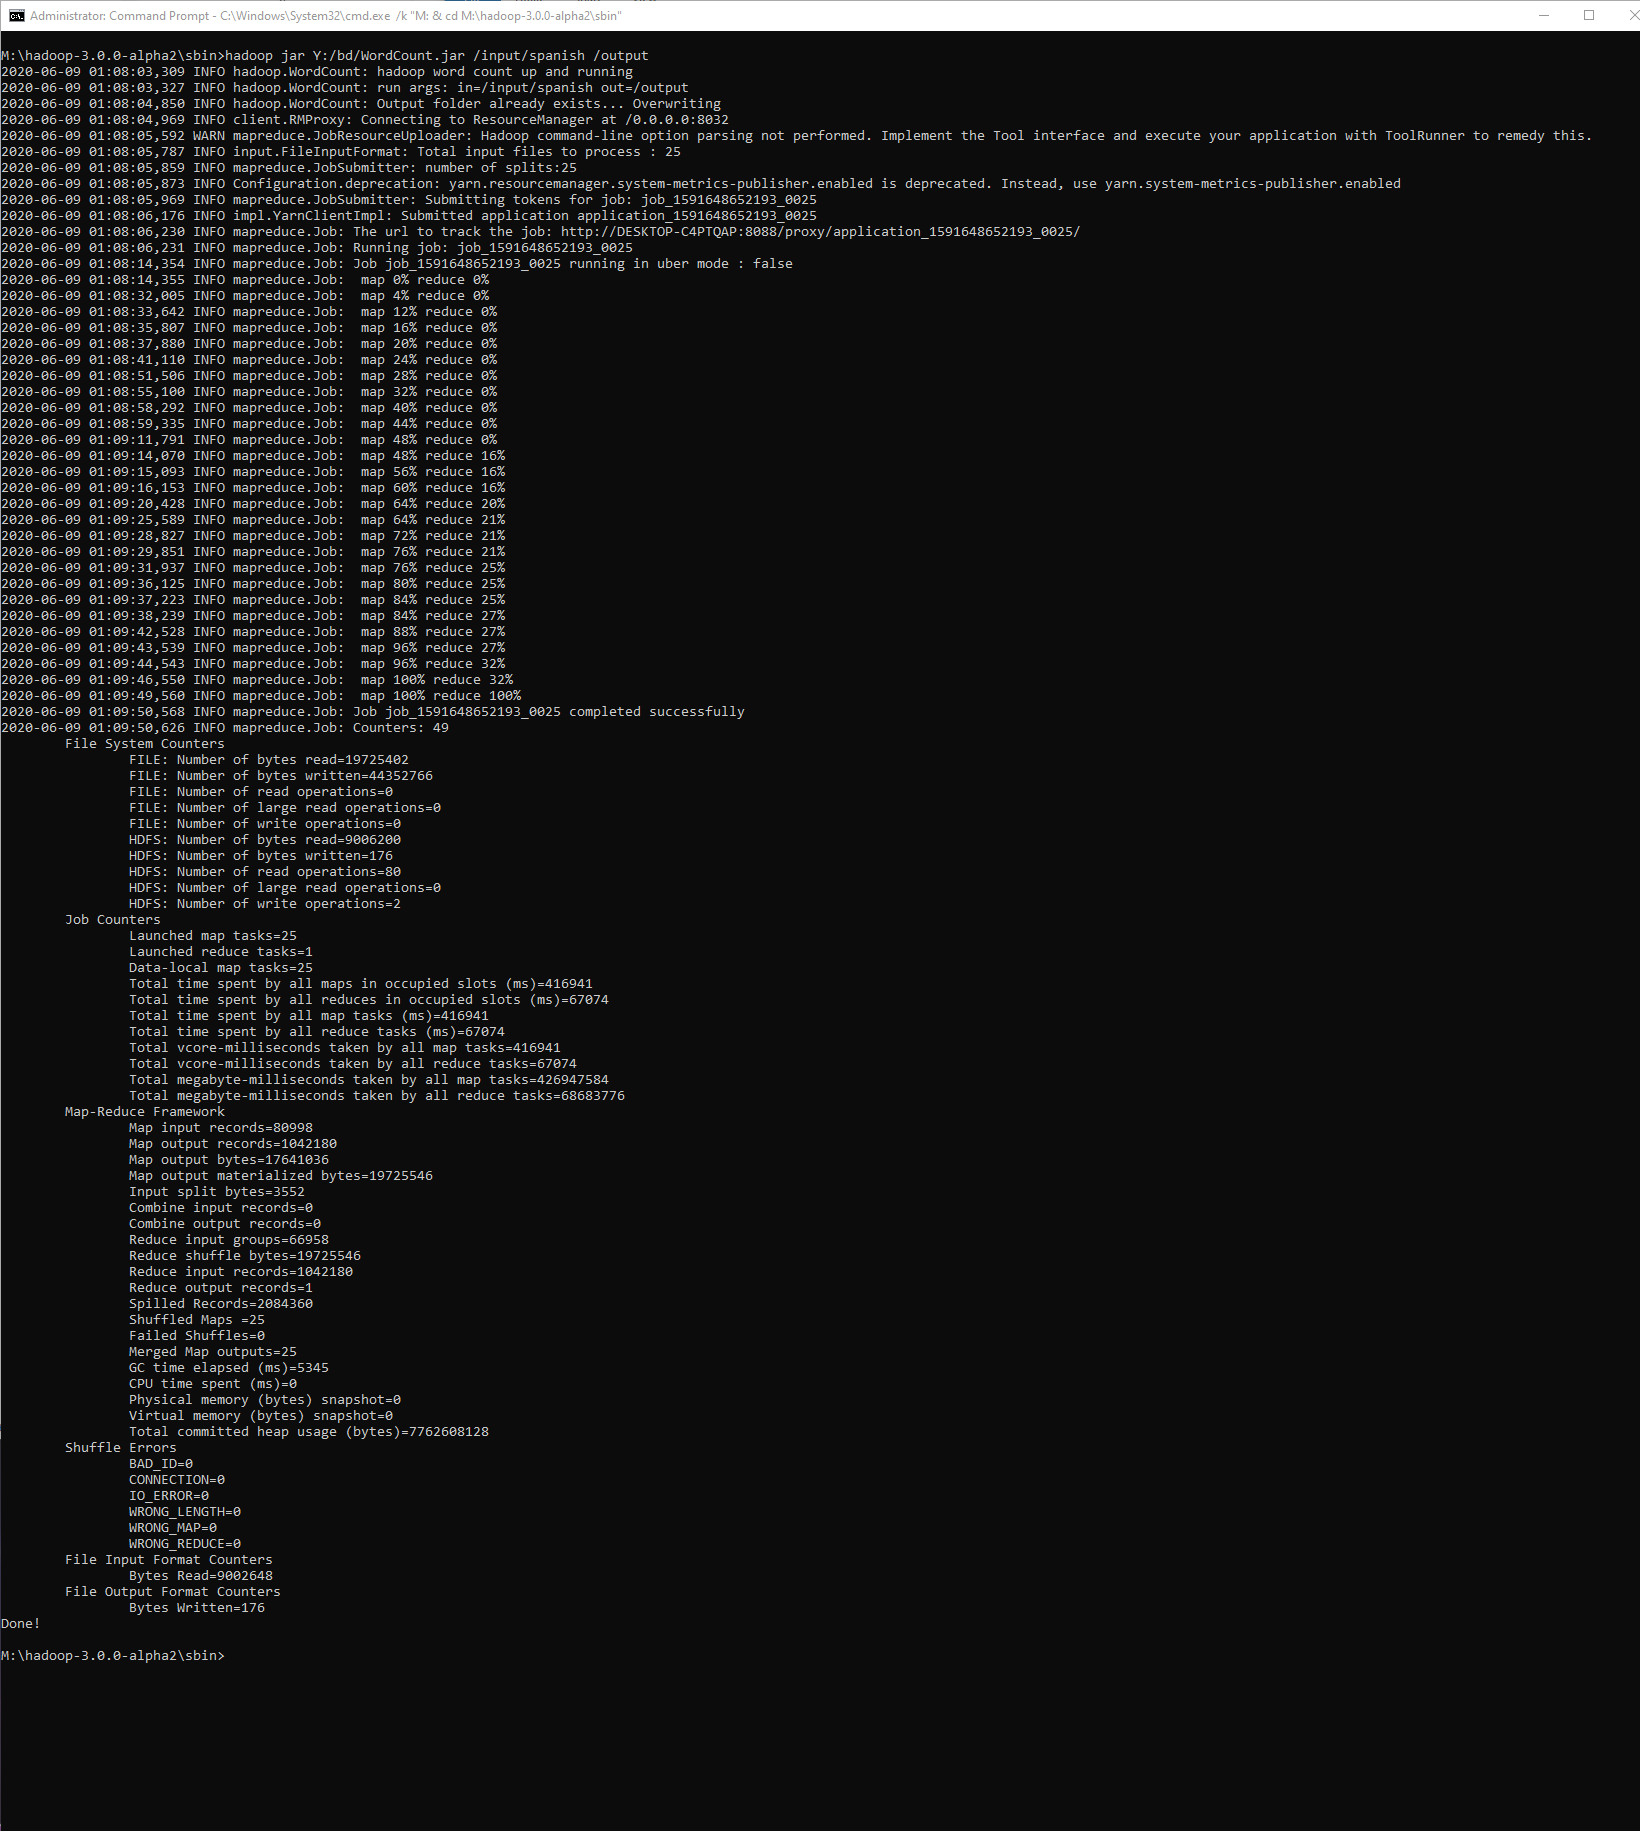 Administrator: Command Prompt - C:\Windows\System32\cmd.exe /k "M: & cd M:\hadoop-3.0.0-alpha2\sbin"
M:\hadoop-3.0.0-alpha2\sbin>hadoop jar Y:/bd/WordCount.jar /input/spanish /output
2020-06-09 01:08:03,309 INFO hadoop.WordCount: hadoop word count up and running
2020-06-09 01:08:03,327 INFO hadoop.WordCount: run args: in=/input/spanish out=/output
2020-06-09 01:08:04,850 INFO hadoop.WordCount: Output folder already exists... Overwriting
2020-06-09 01:08:04,969 INFO client.RMProxy: Connecting to ResourceManager at /0.0.0.0:8032
2020-06-09 01:08:05,592 WARN mapreduce.JobResourceUploader: Hadoop command-line option parsing not performed. Implement the Tool interface and execute your application with ToolRunner to remedy this.
2020-06-09 01:08:05,787 INFO input.FileInputFormat: Total input files to process : 25
2020-06-09 01:08:05,859 INFO mapreduce.JobSubmitter: number of splits:25
2020-06-09 01:08:05,873 INFO Configuration.deprecation: yarn.resourcemanager.system-metrics-publisher.enabled is deprecated. Instead, use yarn.system-metrics-publisher.enabled
2020-06-09 01:08:05,969 INFO mapreduce.JobSubmitter: Submitting tokens for job: job_1591648652193_0025
2020-06-09 01:08:06,176 INFO impl.YarnClientImpl: Submitted application application_1591648652193_0025
2020-06-09 01:08:06,230 INFO mapreduce.Job: The url to track the job: http://DESKTOP-C4PTQAP:8088/proxy/application_1591648652193_0025/
2020-06-09 01:08:06,231 INFO mapreduce.Job: Running job: job_1591648652193_0025
2020-06-09 01:08:14,354 INFO mapreduce.Job: Job job_1591648652193_0025 running in uber mode : false
2020-06-09 01:08:14,355 INFO mapreduce.Job:  map 0% reduce 0%
2020-06-09 01:08:32,005 INFO mapreduce.Job:  map 4% reduce 0%
2020-06-09 01:08:33,642 INFO mapreduce.Job:  map 12% reduce 0%
2020-06-09 01:08:35,807 INFO mapreduce.Job:  map 16% reduce 0%
2020-06-09 01:08:37,880 INFO mapreduce.Job:  map 20% reduce 0%
2020-06-09 01:08:41,110 INFO mapreduce.Job:  map 24% reduce 0%
2020-06-09 01:08:51,506 INFO mapreduce.Job:  map 28% reduce 0%
2020-06-09 01:08:55,100 INFO mapreduce.Job:  map 32% reduce 0%
2020-06-09 01:08:58,292 INFO mapreduce.Job:  map 40% reduce 0%
2020-06-09 01:08:59,335 INFO mapreduce.Job:  map 44% reduce 0%
2020-06-09 01:09:11,791 INFO mapreduce.Job:  map 48% reduce 0%
2020-06-09 01:09:14,070 INFO mapreduce.Job:  map 48% reduce 16%
2020-06-09 01:09:15,093 INFO mapreduce.Job:  map 56% reduce 16%
2020-06-09 01:09:16,153 INFO mapreduce.Job:  map 60% reduce 16%
2020-06-09 01:09:20,428 INFO mapreduce.Job:  map 64% reduce 20%
2020-06-09 01:09:25,589 INFO mapreduce.Job:  map 64% reduce 21%
2020-06-09 01:09:28,827 INFO mapreduce.Job:  map 72% reduce 21%
2020-06-09 01:09:29,851 INFO mapreduce.Job:  map 76% reduce 21%
2020-06-09 01:09:31,937 INFO mapreduce.Job:  map 76% reduce 25%
2020-06-09 01:09:36,125 INFO mapreduce.Job:  map 80% reduce 25%
2020-06-09 01:09:37,223 INFO mapreduce.Job:  map 84% reduce 25%
2020-06-09 01:09:38,239 INFO mapreduce.Job:  map 84% reduce 27%
2020-06-09 01:09:42,528 INFO mapreduce.Job:  map 88% reduce 27%
2020-06-09 01:09:43,539 INFO mapreduce.Job:  map 96% reduce 27%
2020-06-09 01:09:44,543 INFO mapreduce.Job:  map 96% reduce 32%
2020-06-09 01:09:46,550 INFO mapreduce.Job:  map 100% reduce 32%
2020-06-09 01:09:49,560 INFO mapreduce.Job:  map 100% reduce 100%
2020-06-09 01:09:50,568 INFO mapreduce.Job: Job job_1591648652193_0025 completed successfully
2020-06-09 01:09:50,626 INFO mapreduce.Job: Counters: 49
File System Counters
FILE: Number of bytes read=19725402
FILE: Number of bytes written=44352766
FILE: Number of read operations=0
FILE: Number of large read operations=0
FILE: Number of write operations=0
HDFS: Number of bytes read=9006200
HDFS: Number of bytes written=176
HDFS: Number of read operations=80
HDFS: Number of large read operations=0
HDFS: Number of write operations=2
Job Counters
Launched map tasks=25
Launched reduce tasks=1
Data-local map tasks=25
Total time spent by all maps in occupied slots (ms)=416941
Total time spent by all reduces in occupied slots (ms)=67074
Total time spent by all map tasks (ms)=416941
Total time spent by all reduce tasks (ms)=67074
Total vcore-milliseconds taken by all map tasks=416941
Total vcore-milliseconds taken by all reduce tasks=67074
Total megabyte-milliseconds taken by all map tasks=426947584
Total megabyte-milliseconds taken by all reduce tasks=68683776
Map-Reduce Framework
Map input records=80998
Map output records=1042180
Map output bytes=17641036
Map output materialized bytes=19725546
Input split bytes=3552
Combine input records=0
Combine output records=0
Reduce input groups=66958
Reduce shuffle bytes=19725546
Reduce input records=1042180
Reduce output records=1
Spilled Records=2084360
Shuffled Maps =25
Failed Shuffles=0
Merged Map outputs=25
GC time elapsed (ms)=5345
CPU time spent (ms)=0
Physical memory (bytes) snapshot=0
Virtual memory (bytes) snapshot=0
Total committed heap usage (bytes)=7762608128
Shuffle Errors
BAD_ID=0
CONNECTION=0
IO_ERROR=0
WRONG_LENGTH=0
WRONG_MAP=0
WRONG_REDUCE=0
File Input Format Counters
Bytes Read=9002648
File Output Format Counters
Bytes Written=176
Done!
M:\hadoop-3.0.0-alpha2\sbin>